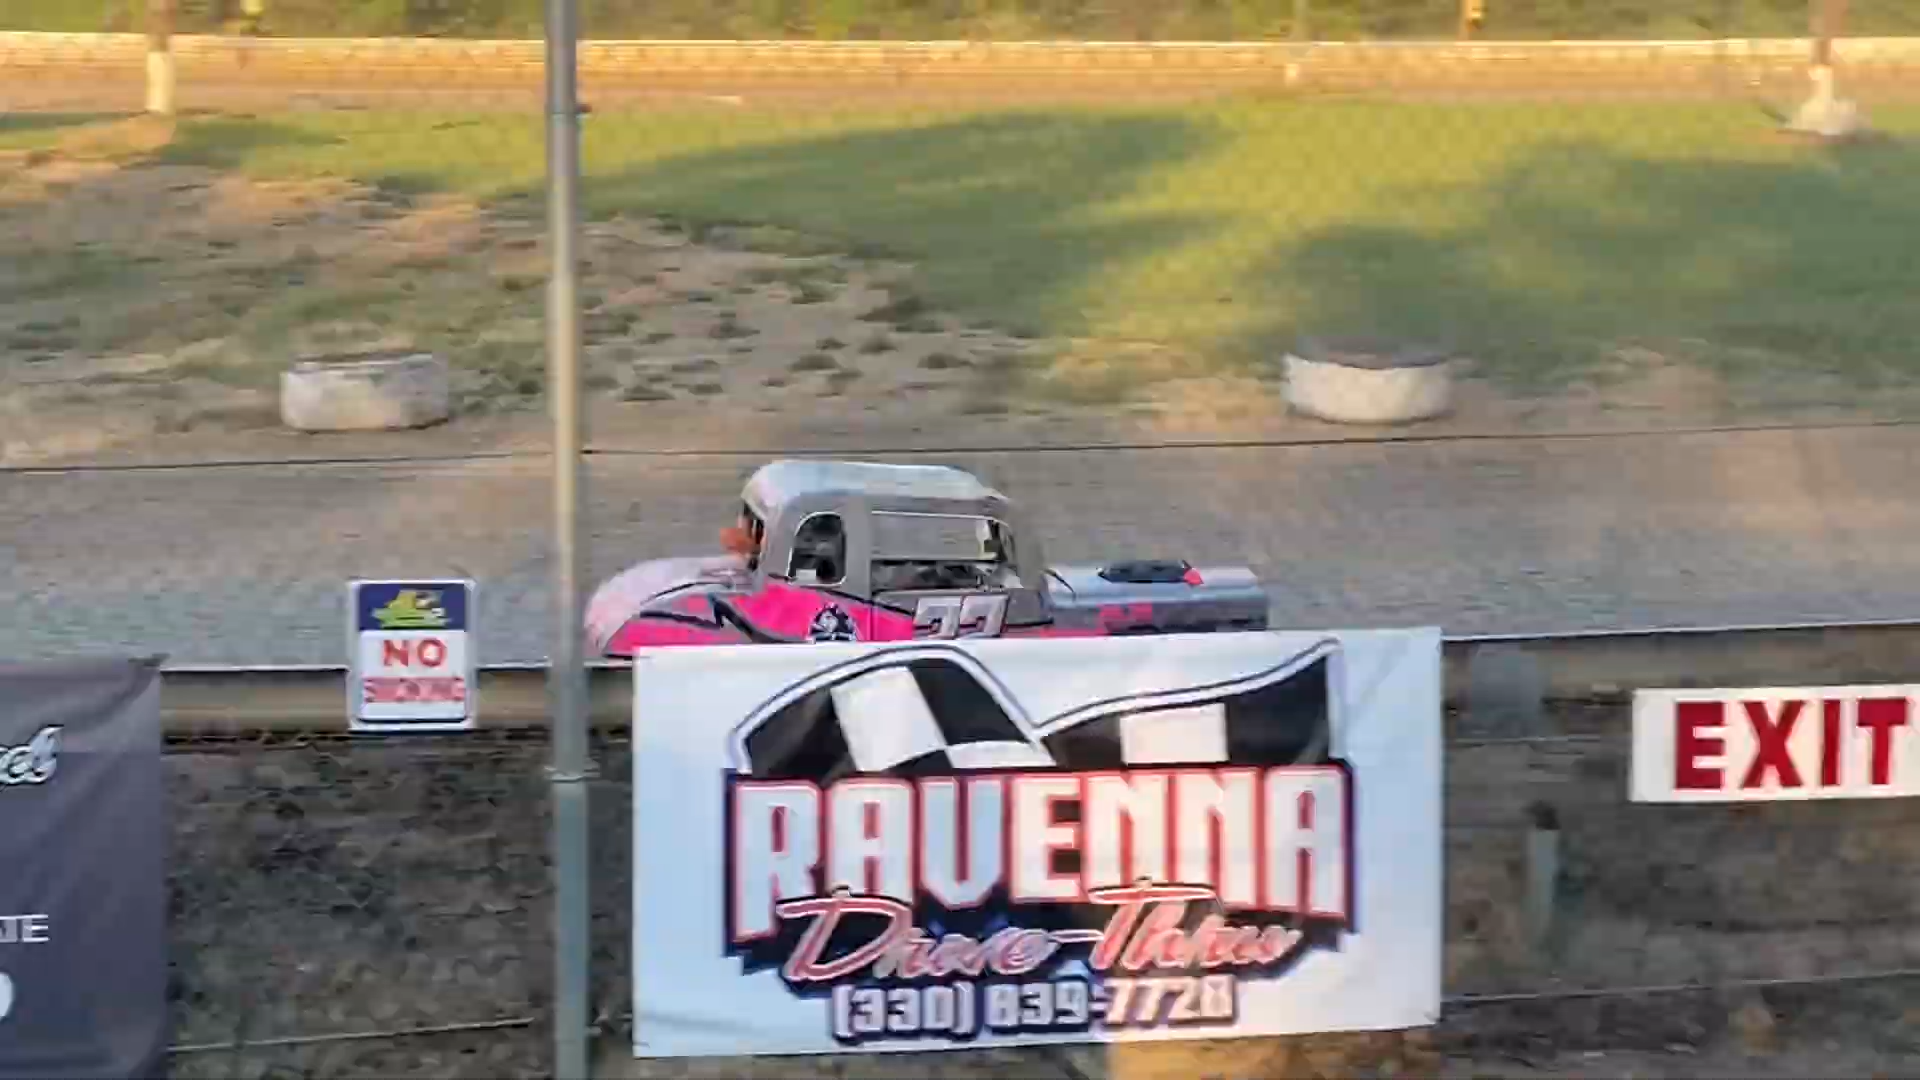 NO
SMOKING
EXIT
RAVENNA
Drive-Thru
(330) 839-7728